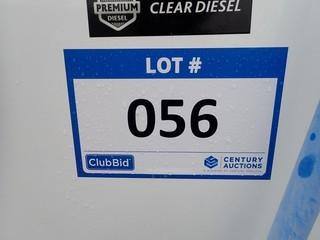 PREMIUM
DIESEL
CLEAR DIESEL
LOT #
056
ClubBid
CENTURY
AUCTIONS